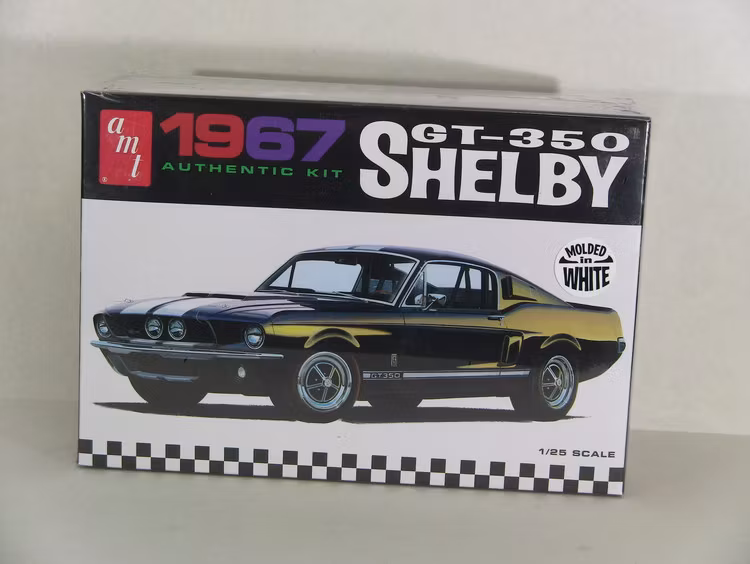 amt
1967
AUTHENTIC KIT
GT-350
SHELBY
MOLDED
in
WHITE
GT350
1/25 SCALE